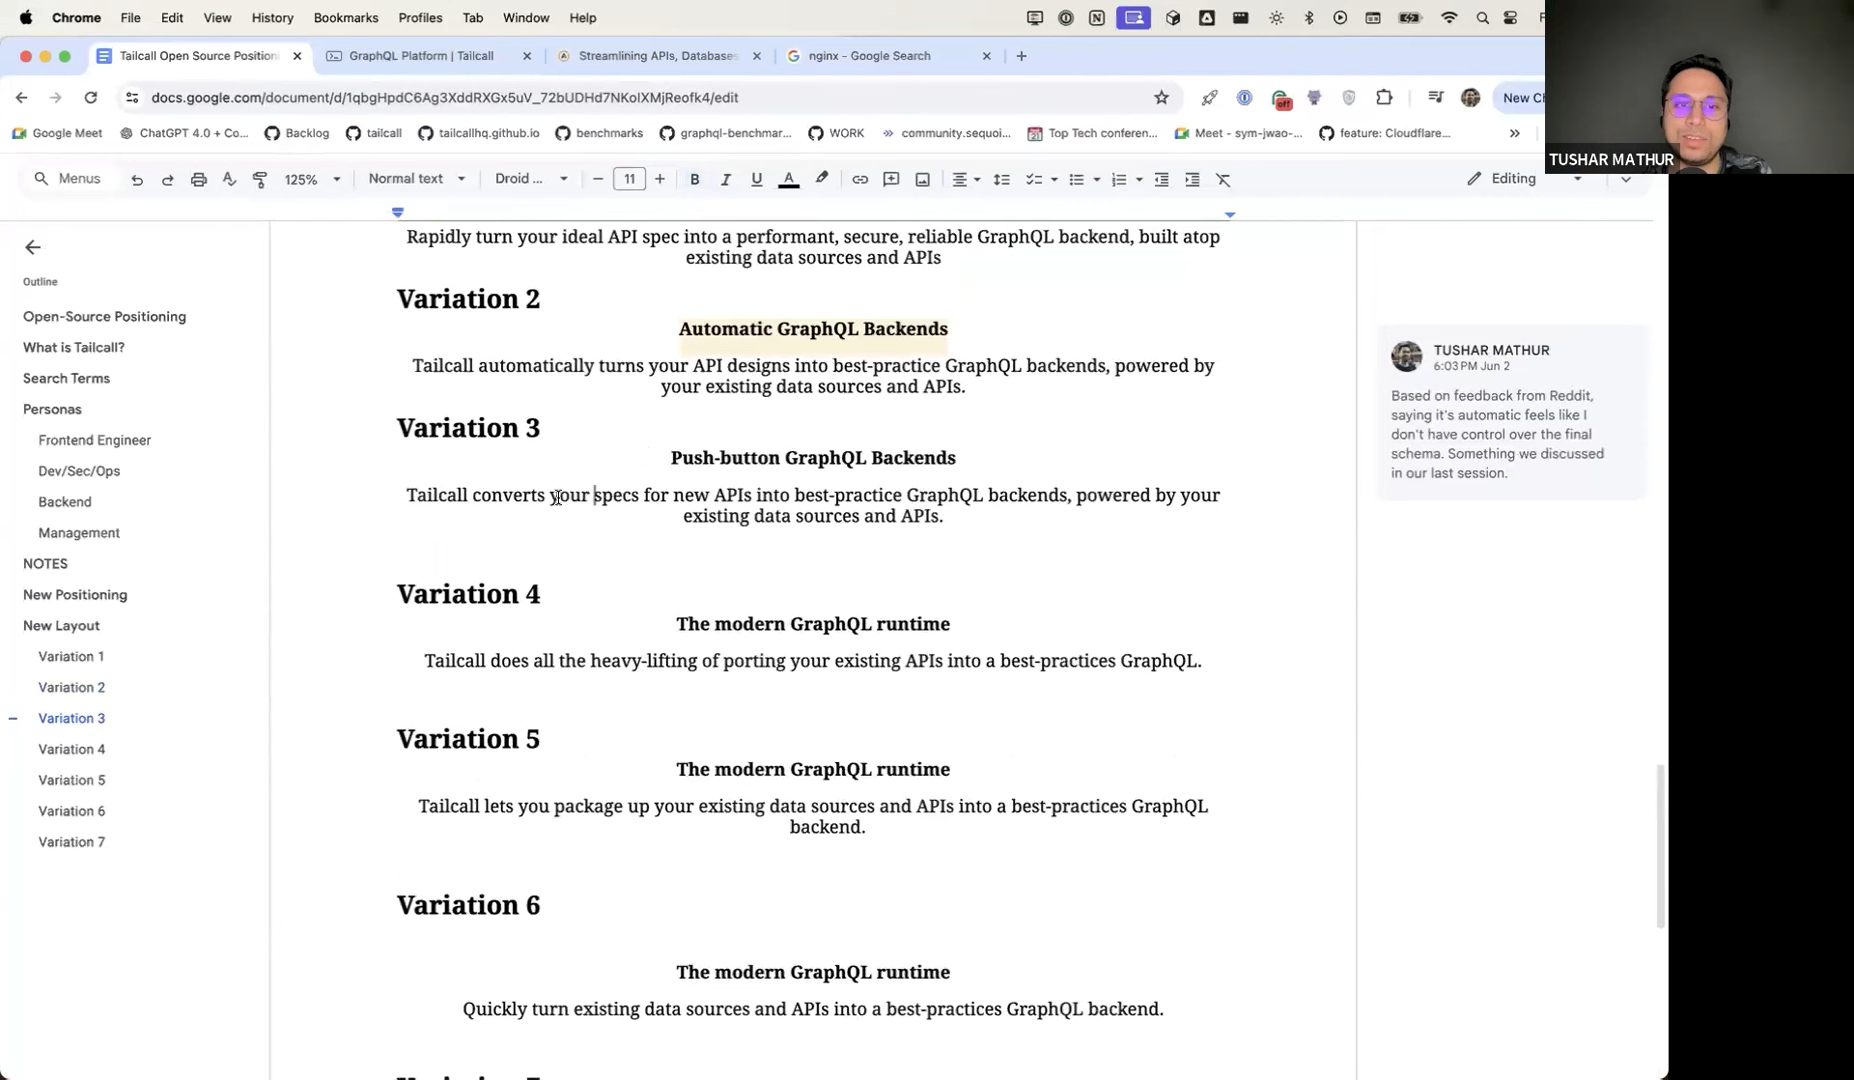 Chrome File Edit View History Bookmarks Profiles Tab Window Help
Tailcall Open Source Position
GraphQL Platform | Tailcall
Streamlining APIs, Databases
nginx - Google Search
docs.google.com/document/d/1qbgHpdC6Ag3XddRXGx5uV_72bUDHd7NKolXMjReofk4/edit
off
New Ch
Google Meet
ChatGPT 4.0 + Co...
Backlog
tailcall
tailcallhq.github.io
benchmarks
graphql-benchmar...
WORK
community.sequoi...
Top Tech conferen...
Meet - sym-jwao-...
feature: Cloudflare...
TUSHAR MATHUR
Menus
125%
Normal text
Droid ...
11
B I U A
Editing
Outline
Open-Source Positioning
What is Tailcall?
Search Terms
Personas
Frontend Engineer
Dev/Sec/Ops
Backend
Management
NOTES
New Positioning
New Layout
Variation 1
Variation 2
Variation 3
Variation 4
Variation 5
Variation 6
Variation 7
Rapidly turn your ideal API spec into a performant, secure, reliable GraphQL backend, built atop
existing data sources and APIs
Variation 2
Automatic GraphQL Backends
Tailcall automatically turns your API designs into best-practice GraphQL backends, powered by
your existing data sources and APIs.
Variation 3
Push-button GraphQL Backends
Tailcall converts your specs for new APIs into best-practice GraphQL backends, powered by your
existing data sources and APIs.
Variation 4
The modern GraphQL runtime
Tailcall does all the heavy-lifting of porting your existing APIs into a best-practices GraphQL.
Variation 5
The modern GraphQL runtime
Tailcall lets you package up your existing data sources and APIs into a best-practices GraphQL
backend.
Variation 6
The modern GraphQL runtime
Quickly turn existing data sources and APIs into a best-practices GraphQL backend.
TUSHAR MATHUR
6:03 PM Jun 2
Based on feedback from Reddit,
saying it's automatic feels like I
don't have control over the final
schema. Something we discussed
in our last session.